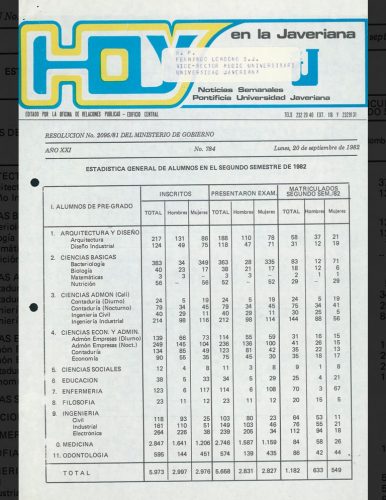 HOY en la Javeriana
R. P.
FERNANDO LONDONO S.J.
VICE-RECTOR MEDIO UNIVERSITARI
UNIVERSIDAD JAVERIANA
Noticias Semanales
Pontificia Universidad Javeriana
EDITADO POR LA OFICINA DE RELACIONES PUBLICAS - EDIFICIO CENTRAL
RESOLUCION No. 2096/81 DEL MINISTERIO DE GOBIERNO
AÑO XXI No. 784 Lunes, 20 de septiembre de 1982
ESTADISTICA GENERAL DE ALUMNOS EN EL SEGUNDO SEMESTRE DE 1982
I. ALUMNOS DE PRE-GRADO INSCRITOS PRESENTARON EXAM. MATRICULADOS SEGUNDO SEM./82
TOTAL Hombres Mujeres TOTAL Hombres Mujeres TOTAL Hombres Mujeres
1. ARQUITECTURA Y DISEÑO
Arquitectura 217 131 86 188 110 78 58 37 21
Diseño Industrial 124 49 75 118 47 71 31 12 19
2. CIENCIAS BASICAS
Bacteriología 383 34 349 363 28 335 83 12 71
Biología 40 23 17 38 21 17 18 12 6
Matemáticas 3 3 – 3 3 – 2 1 1
Nutrición 56 – 56 52 – 52 29 – 29
3. CIENCIAS ADMON (Cali)
Contaduría (Diurno) 24 5 19 24 5 19 24 5 19
Contaduría (Nocturno) 79 34 45 79 34 45 75 34 41
Ingeniería Civil 40 29 11 40 29 11 30 25 5
Ingeniería Industrial 214 98 116 212 98 114 144 88 56
4. CIENCIAS ECON. Y ADMIN.
Admón Empresas (Diurno) 139 66 73 114 55 59 31 16 15
Admón Empresas (Noct.) 249 145 104 236 136 100 41 26 15
Contaduría 134 85 49 123 81 42 35 22 13
Economía 90 55 35 75 45 30 35 18 17
5. CIENCIAS SOCIALES 12 4 8 11 3 8 9 1 8
6 EDUCACION 38 5 33 34 5 29 25 4 21
7. ENFERMERIA 123 6 117 114 6 108 70 3 67
8. FILOSOFIA 23 11 12 23 11 12 20 15 5
9. INGENIERIA
Civil 118 93 25 103 80 23 64 53 11
Industrial 181 110 51 149 103 46 76 55 21
Electrónica 264 226 38 239 205 34 112 94 18
0. MEDICINA 2.847 1.641 1.206 2.746 1.587 1.159 84 58 26
11. ODONTOLOGIA 595 144 451 574 139 435 86 42 44
TOTAL 5.973 2.997 2.976 5.658 2.831 2.827 1.182 633 549